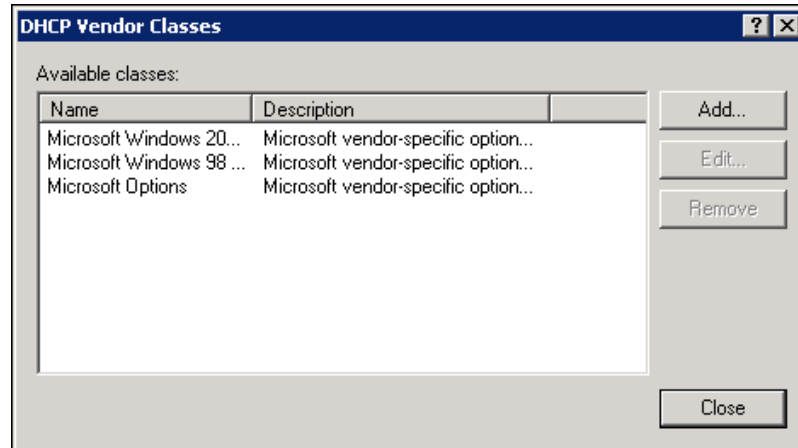 DHCP Vendor Classes
Available classes:
Name Description
Microsoft Windows 20... Microsoft vendor-specific option...
Microsoft Windows 98 ... Microsoft vendor-specific option...
Microsoft Options Microsoft vendor-specific option...
Add...
Edit...
Remove
Close